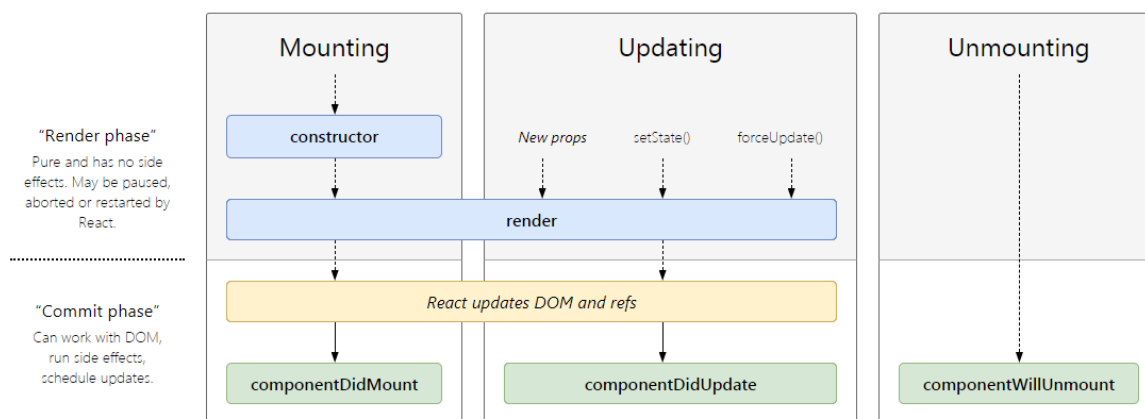 Mounting
Updating
Unmounting
"Render phase"
Pure and has no side
effects. May be paused,
aborted or restarted by
React.
constructor
New props
setState()
forceUpdate()
render
"Commit phase"
Can work with DOM,
run side effects,
schedule updates.
React updates DOM and refs
componentDidMount
componentDidUpdate
componentWillUnmount